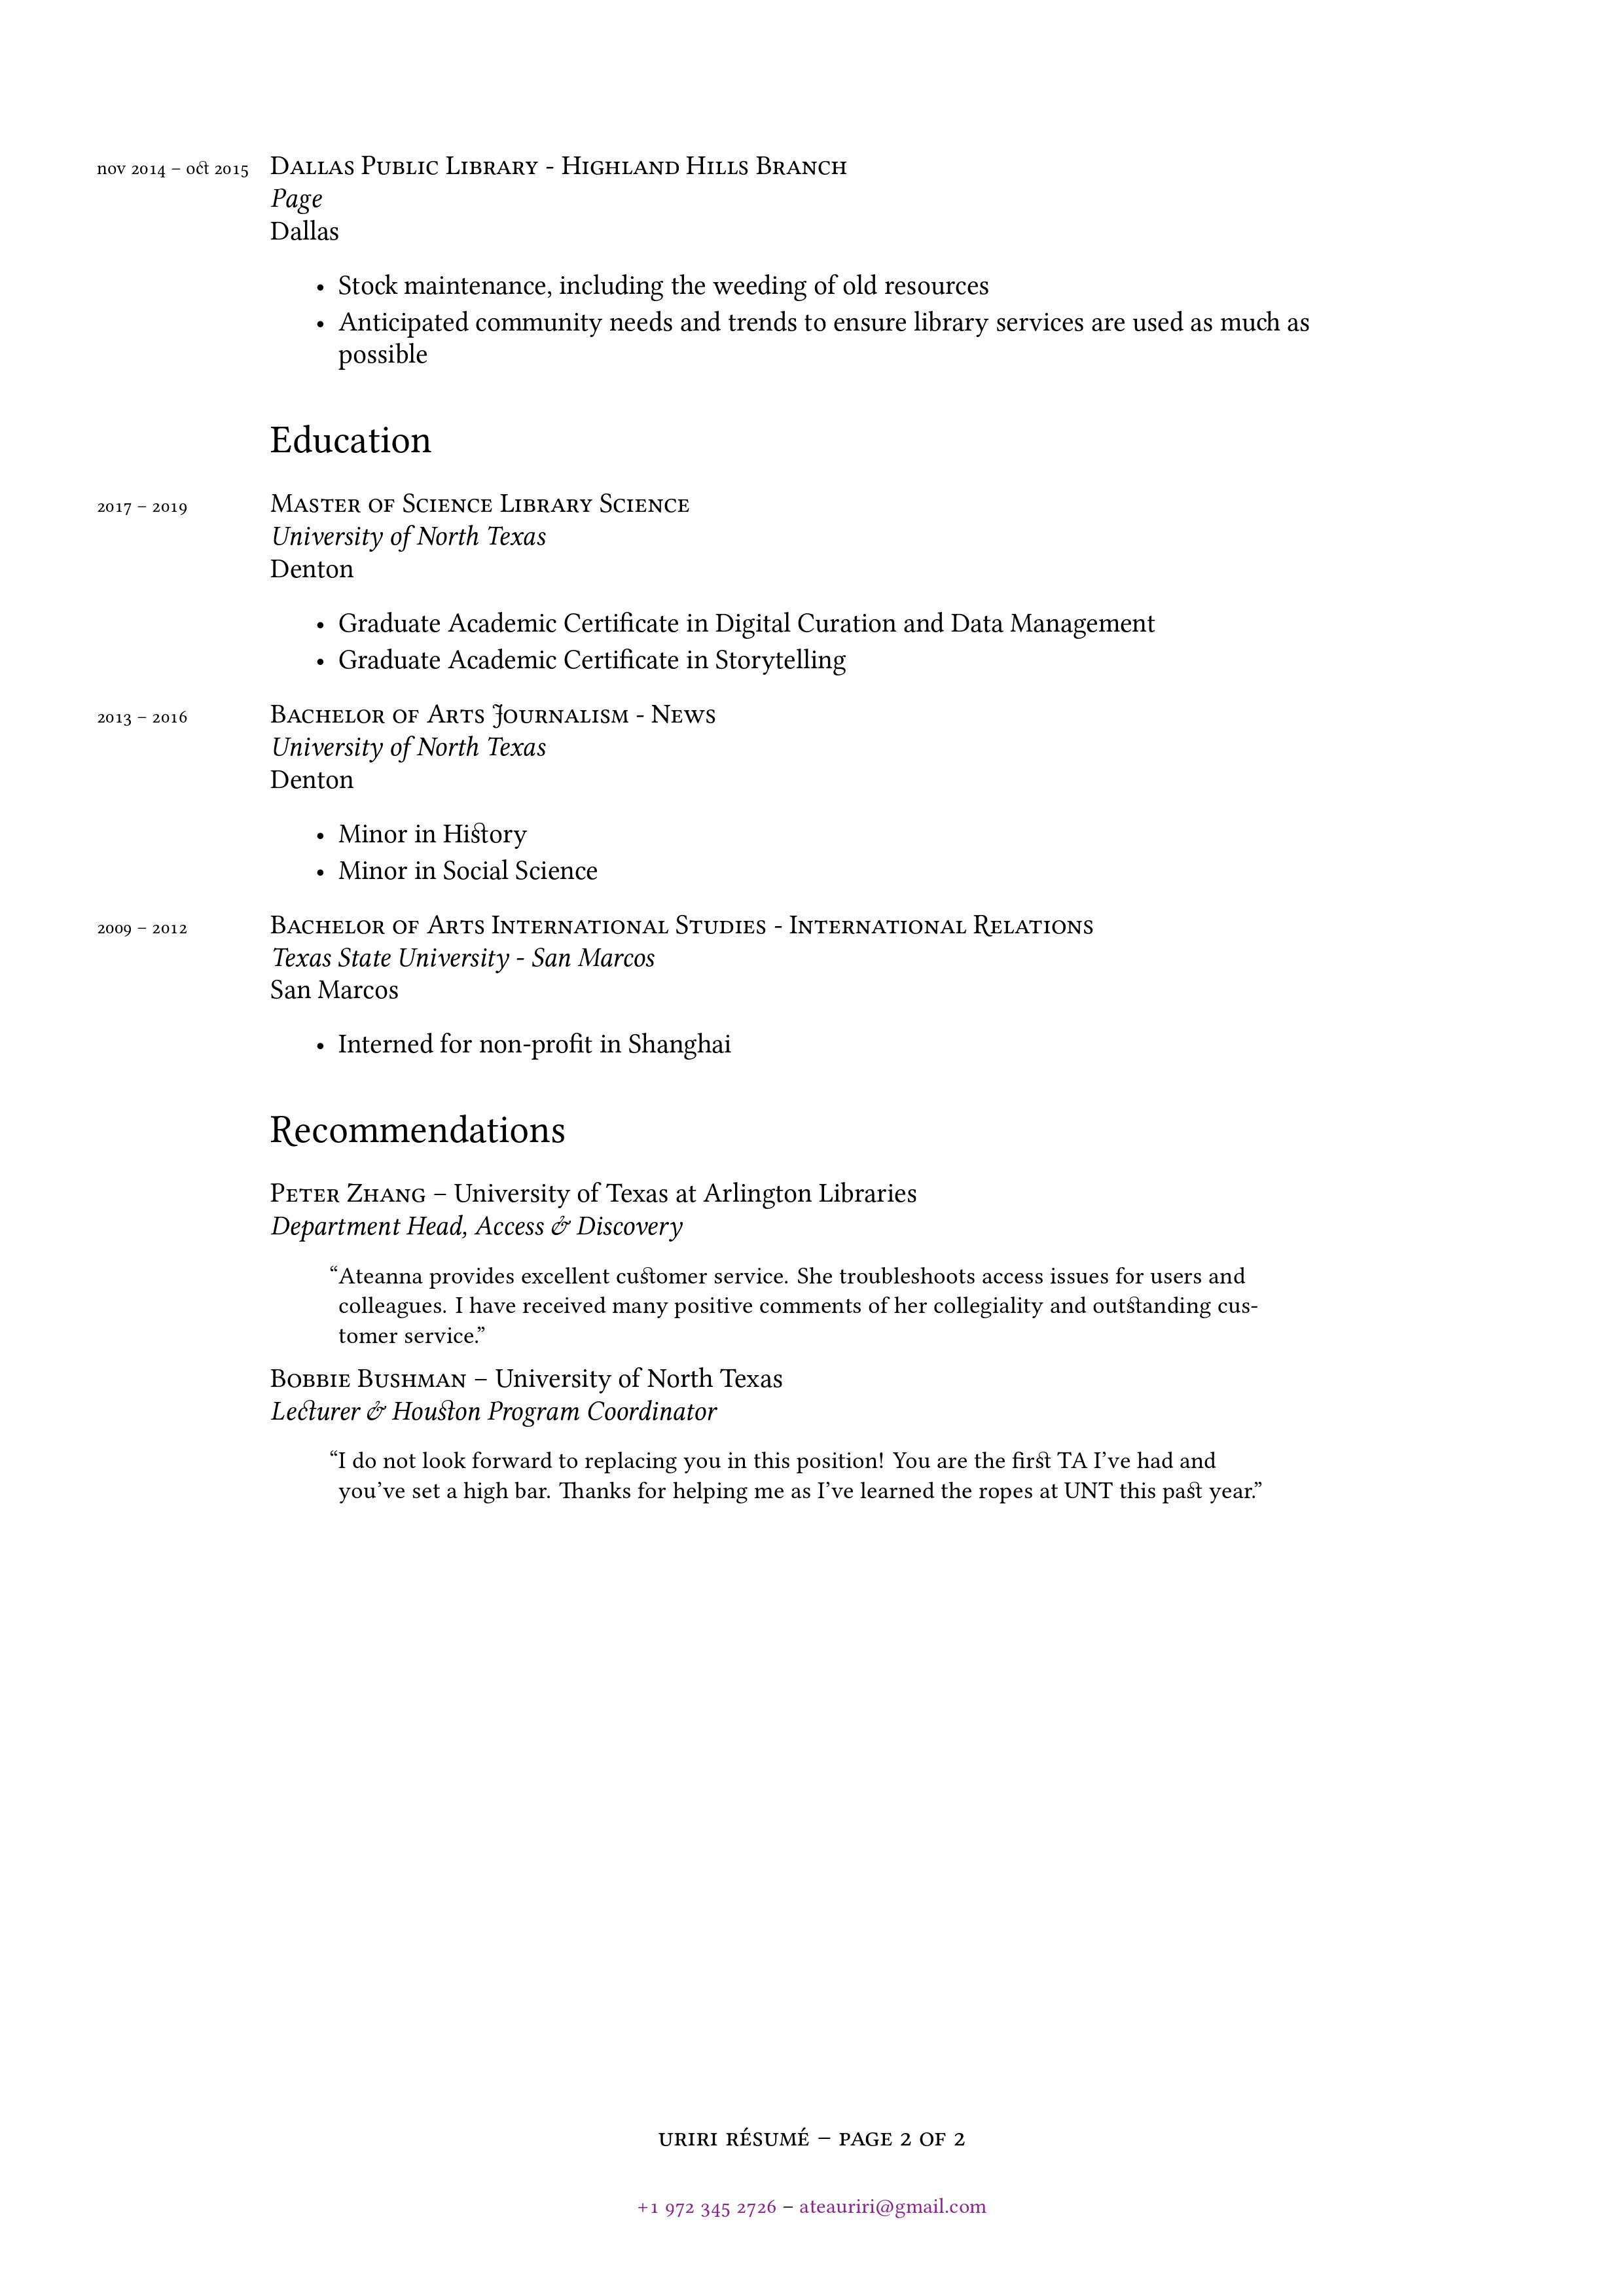 nov 2014 – oct 2015 Dallas Public Library - Highland Hills Branch
Page
Dallas
• Stock maintenance, including the weeding of old resources
• Anticipated community needs and trends to ensure library services are used as much as
possible
Education
2017 – 2019 Master of Science Library Science
University of North Texas
Denton
• Graduate Academic Certificate in Digital Curation and Data Management
• Graduate Academic Certificate in Storytelling
2013 – 2016 Bachelor of Arts Journalism - News
University of North Texas
Denton
• Minor in History
• Minor in Social Science
2009 – 2012 Bachelor of Arts International Studies - International Relations
Texas State University - San Marcos
San Marcos
• Interned for non-profit in Shanghai
Recommendations
Peter Zhang – University of Texas at Arlington Libraries
Department Head, Access & Discovery
“Ateanna provides excellent customer service. She troubleshoots access issues for users and
colleagues. I have received many positive comments of her collegiality and outstanding cus-
tomer service.”
Bobbie Bushman – University of North Texas
Lecturer & Houston Program Coordinator
“I do not look forward to replacing you in this position! You are the first TA I’ve had and
you’ve set a high bar. Thanks for helping me as I’ve learned the ropes at UNT this past year.”
uriri résumé – page 2 of 2
+1 972 345 2726 – ateauriri@gmail.com